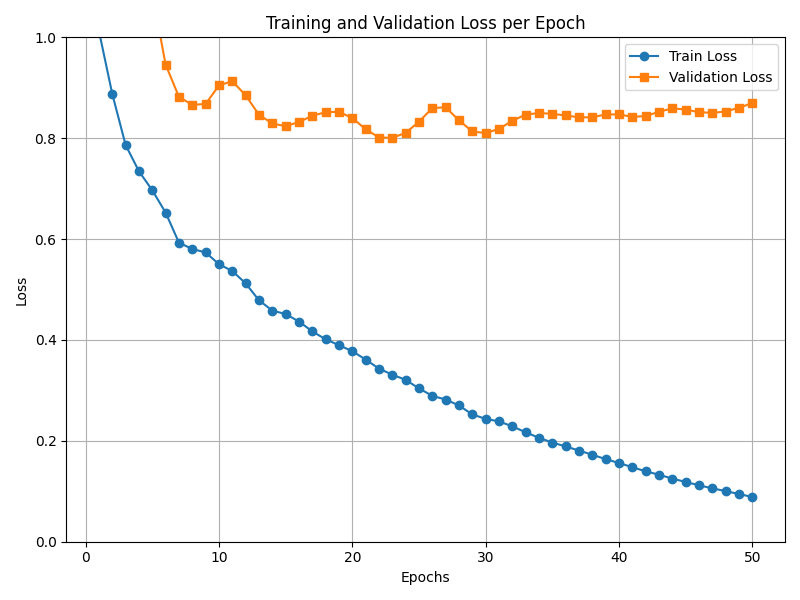 Training and Validation Loss per Epoch
Train Loss
Validation Loss
1.0
0.8
0.6
0.4
0.2
0.0
Loss
0 10 20 30 40 50
Epochs